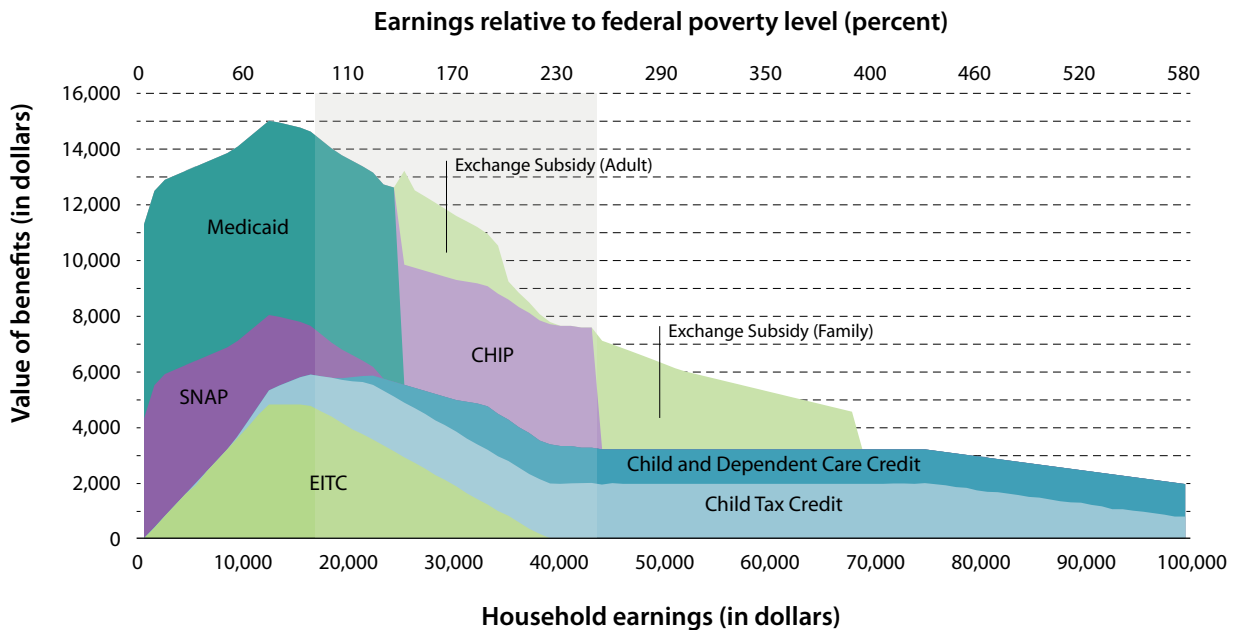 Earnings relative to federal poverty level (percent)
0 60 110 170 230 290 350 400 460 520 580
Value of benefits (in dollars)
16,000
14,000
12,000
10,000
8,000
6,000
4,000
2,000
0
Exchange Subsidy (Adult)
Medicaid
Exchange Subsidy (Family)
CHIP
SNAP
Child and Dependent Care Credit
EITC
Child Tax Credit
0 10,000 20,000 30,000 40,000 50,000 60,000 70,000 80,000 90,000 100,000
Household earnings (in dollars)